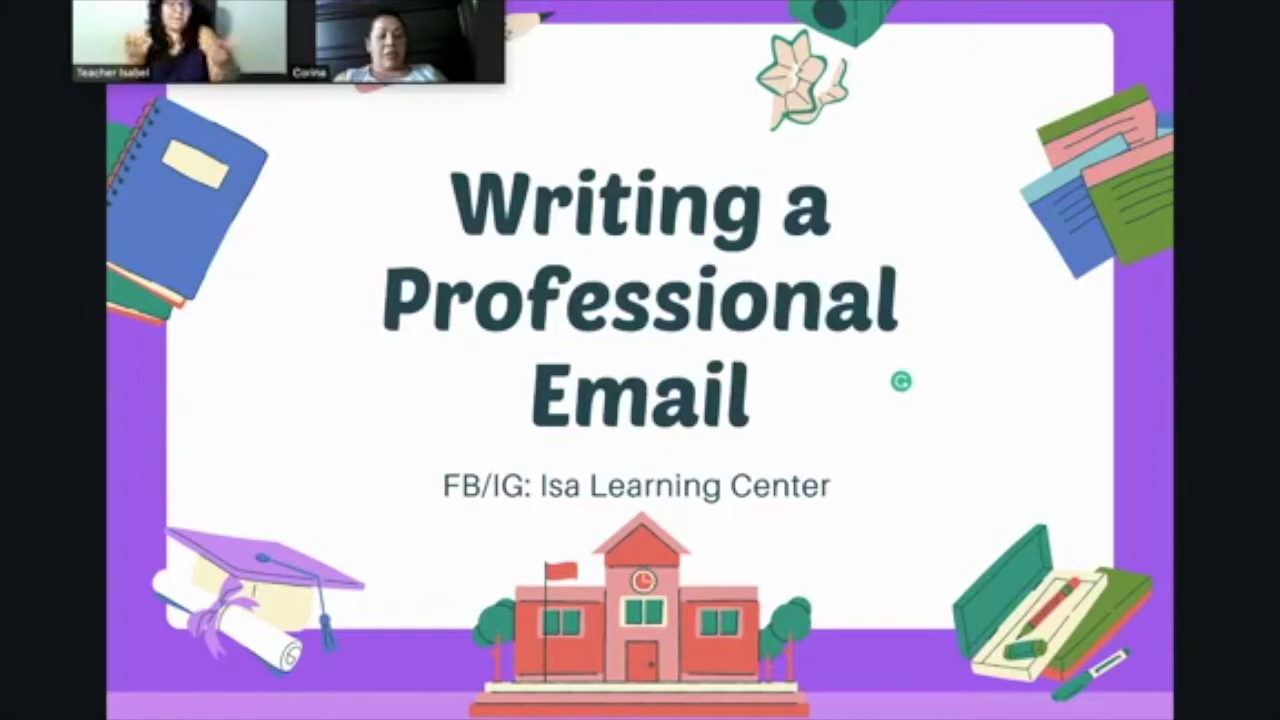 Teacher Isabel
Corina
Writing a
Professional
Email
FB/IG: Isa Learning Center